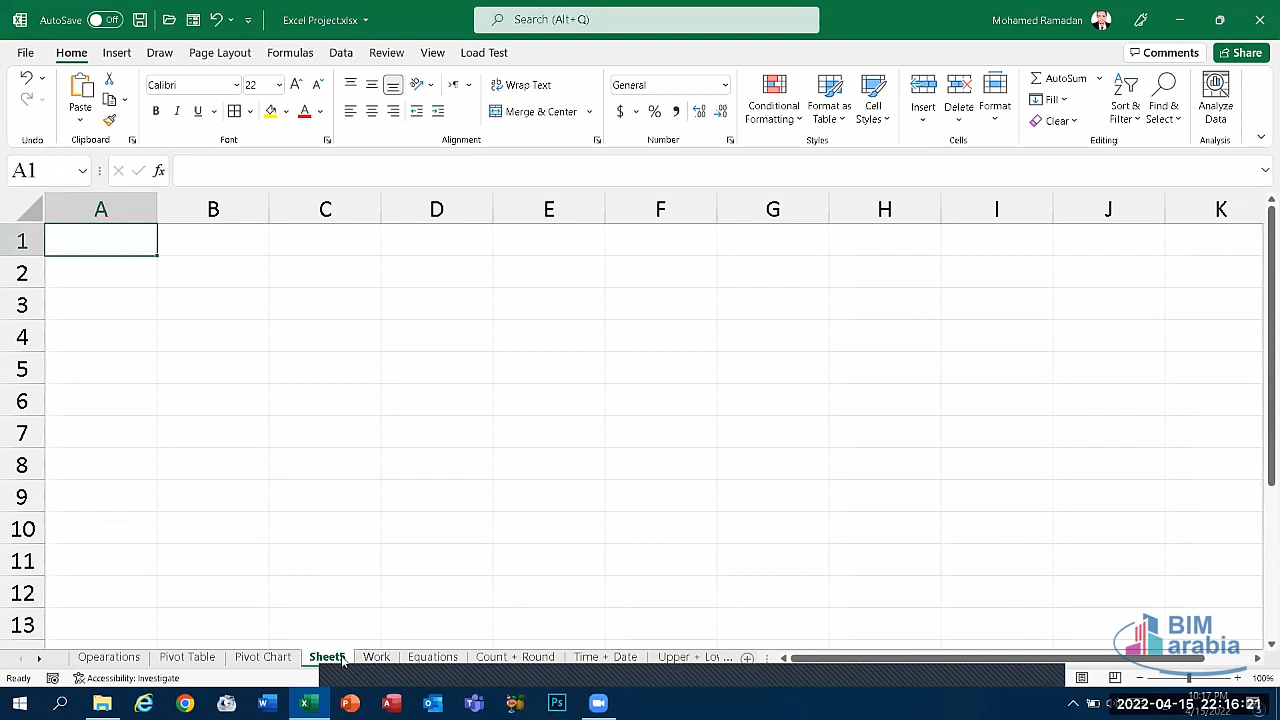 AutoSave Off Excel Project.xlsx Search (Alt+Q) Mohamed Ramadan
File Home Insert Draw Page Layout Formulas Data Review View Load Test Comments Share
Calibri 22 Wrap Text General AutoSum
Paste Merge & Center Conditional Formatting Format as Table Cell Styles Insert Delete Format Fill Clear Sort & Filter Find & Select Analyze Data
Undo Clipboard Font Alignment Number Styles Cells Editing Analysis
A1 fx
A B C D E F G H I J K
1
2
3
4
5
6
7
8
9
10
11
12
13
BIM
arabia
Operations Pivot Table Pivot Chart Sheet5 Work Equations Count + Round Time + Date Upper + Lov ...
Ready Accessibility: Investigate 100%
2022-04-15 22:16:21